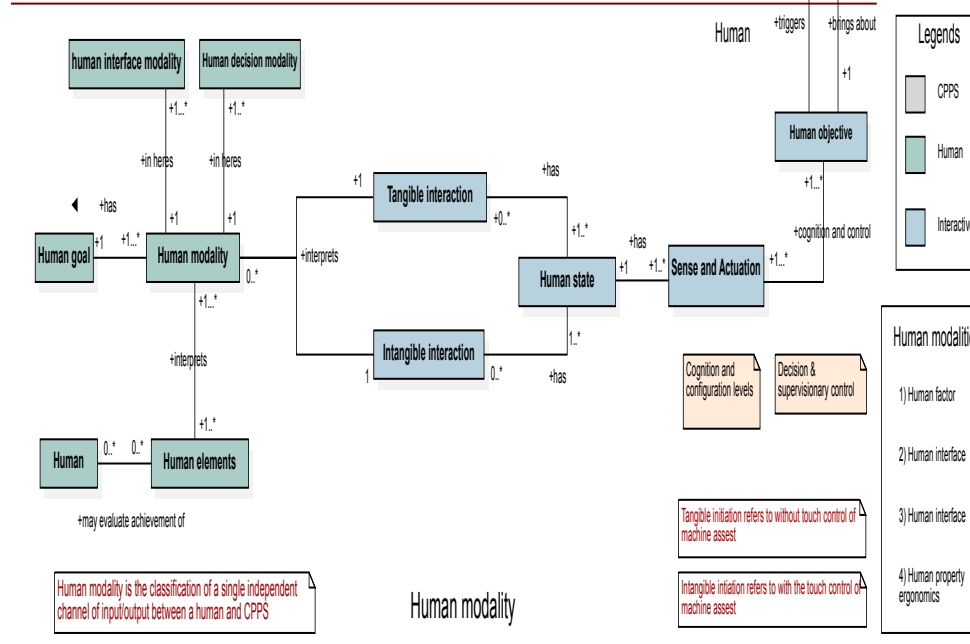 Human
+triggers
+brings about
+1
Legends
CPPS
Human
Interactive
human interface modality
Human decision modality
+1...*
+1..*
+in heres
+in heres
+has
+1
+1
+1
+1...*
Human goal
Human modality
0..*
+interprets
+1
Tangible interaction
+0..*
+has
+1..*
Human state
+1
+has
+1..*
Sense and Actuation
+1...*
+cognition and control
+1...*
Human objective
1
Intangible interaction
0..*
1..*
+has
+1...*
+interprets
+1..*
Human
0..*
0..*
Human elements
+may evaluate achievement of
Cognition and
configuration levels
Decision &
supervisionary control
Human modalitie
1) Human factor
2) Human interface
3) Human interface
4) Human property
ergonomics
Tangible initiation refers to without touch control of
machine assest
Intangible intiation refers to with the touch control of
machine assest
Human modality is the classification of a single independent
channel of input/output between a human and CPPS
Human modality